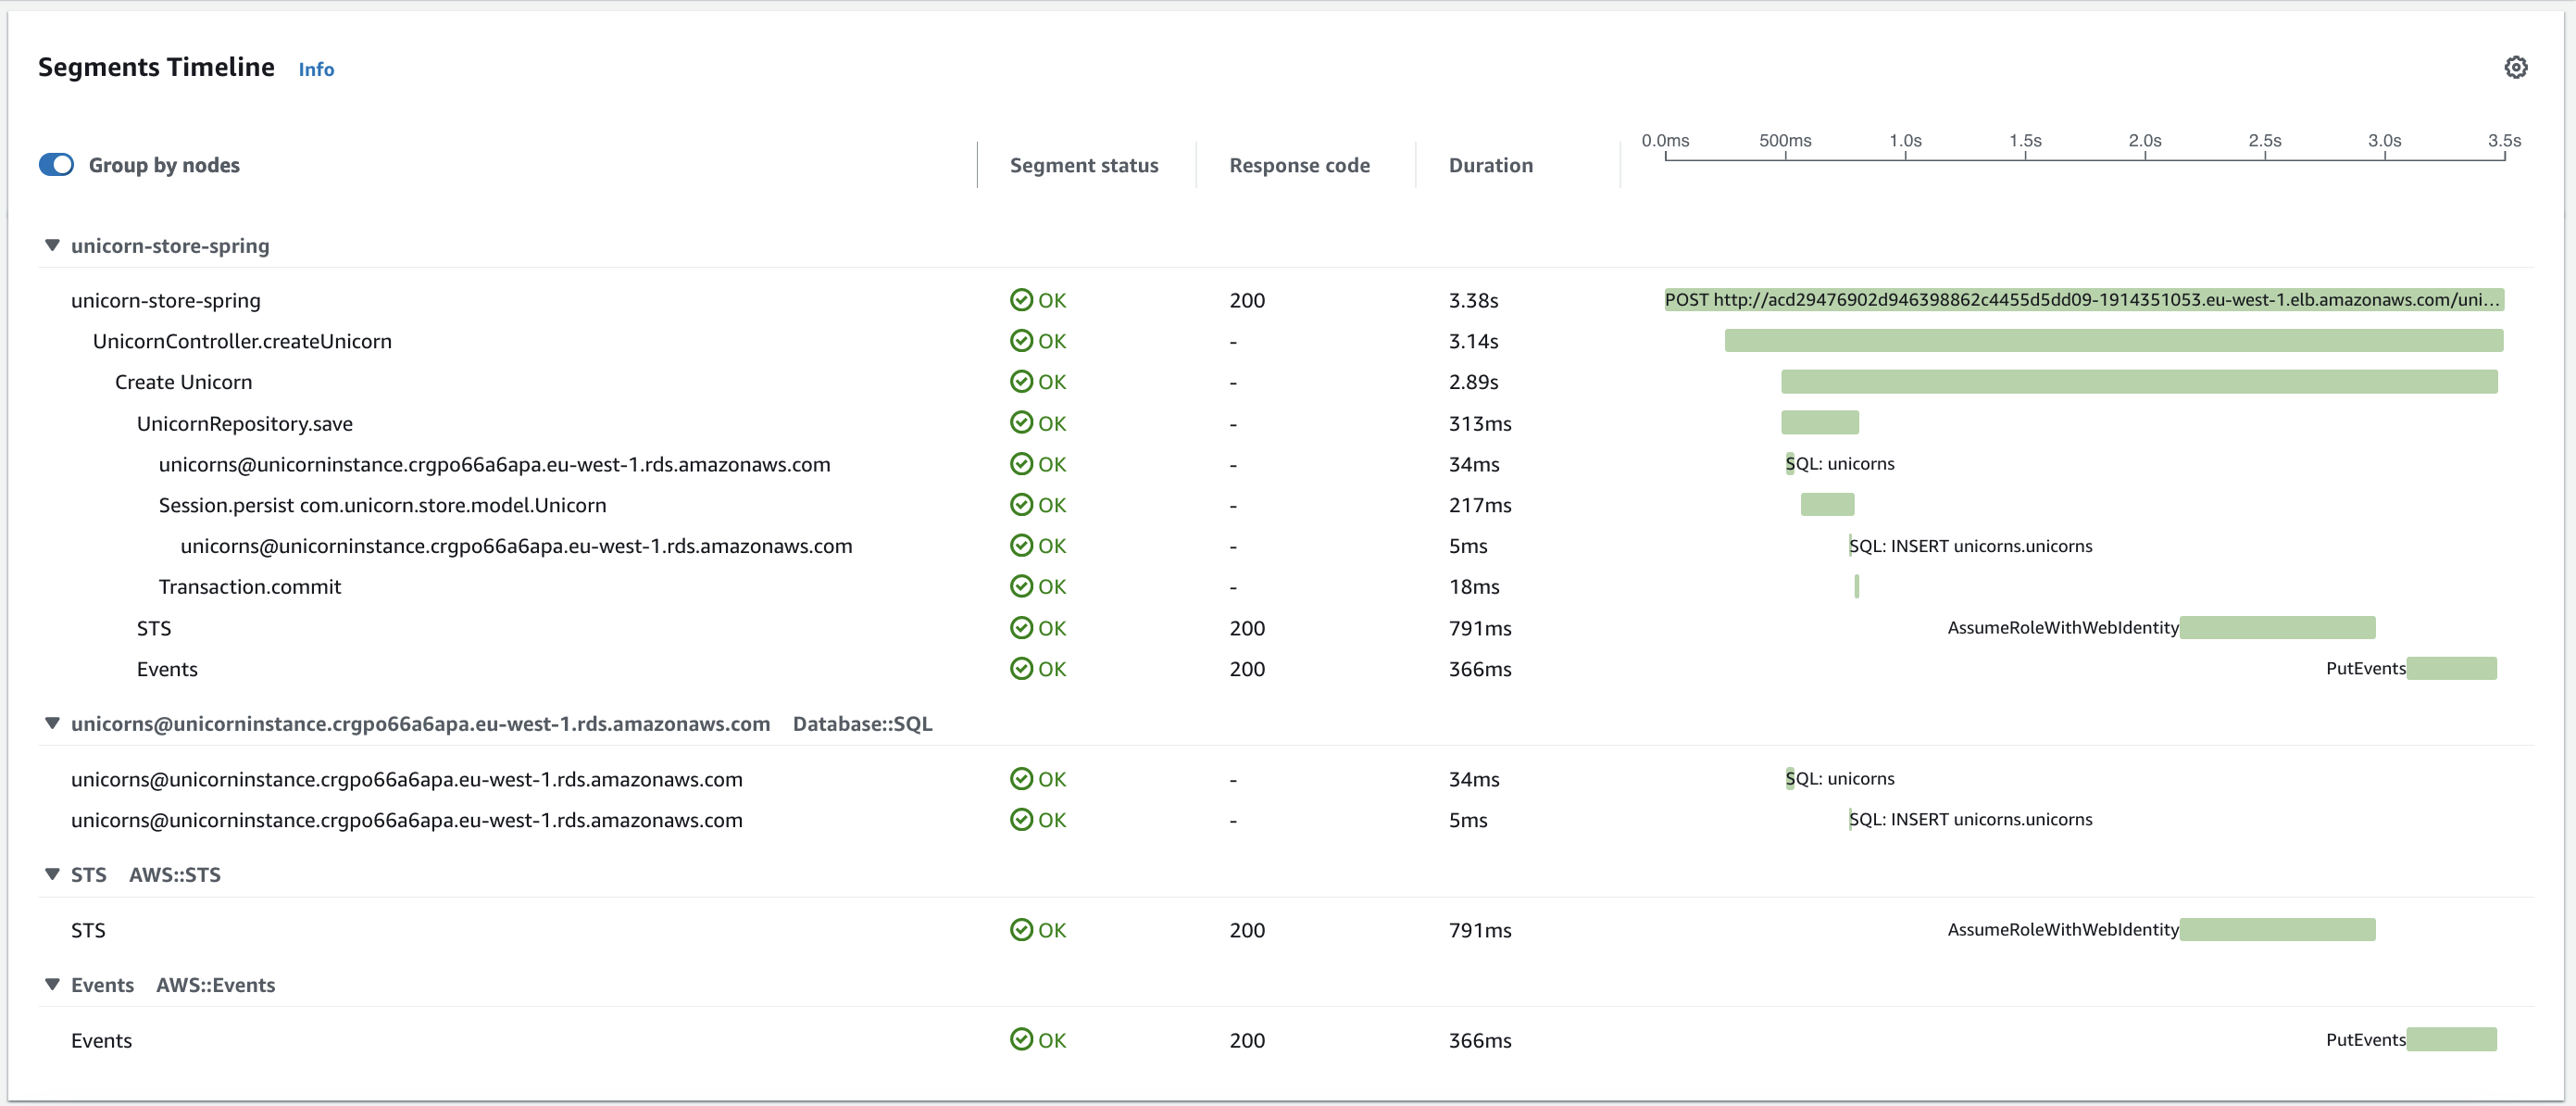 Segments Timeline Info
0.0ms 500ms 1.0s 1.5s 2.0s 2.5s 3.0s 3.5s
Group by nodes Segment status Response code Duration
unicorn-store-spring
unicorn-store-spring OK 200 3.38s POST http://acd29476902d946398862c4455d5dd09-1914351053.eu-west-1.elb.amazonaws.com/uni...
UnicornController.createUnicorn OK - 3.14s
Create Unicorn OK - 2.89s
UnicornRepository.save OK - 313ms
unicorns@unicorninstance.crgpo66a6apa.eu-west-1.rds.amazonaws.com OK - 34ms SQL: unicorns
Session.persist com.unicorn.store.model.Unicorn OK - 217ms
unicorns@unicorninstance.crgpo66a6apa.eu-west-1.rds.amazonaws.com OK - 5ms SQL: INSERT unicorns.unicorns
Transaction.commit OK - 18ms
STS OK 200 791ms AssumeRoleWithWebIdentity
Events OK 200 366ms PutEvents
unicorns@unicorninstance.crgpo66a6apa.eu-west-1.rds.amazonaws.com Database::SQL
unicorns@unicorninstance.crgpo66a6apa.eu-west-1.rds.amazonaws.com OK - 34ms SQL: unicorns
unicorns@unicorninstance.crgpo66a6apa.eu-west-1.rds.amazonaws.com OK - 5ms SQL: INSERT unicorns.unicorns
STS AWS::STS
STS OK 200 791ms AssumeRoleWithWebIdentity
Events AWS::Events
Events OK 200 366ms PutEvents